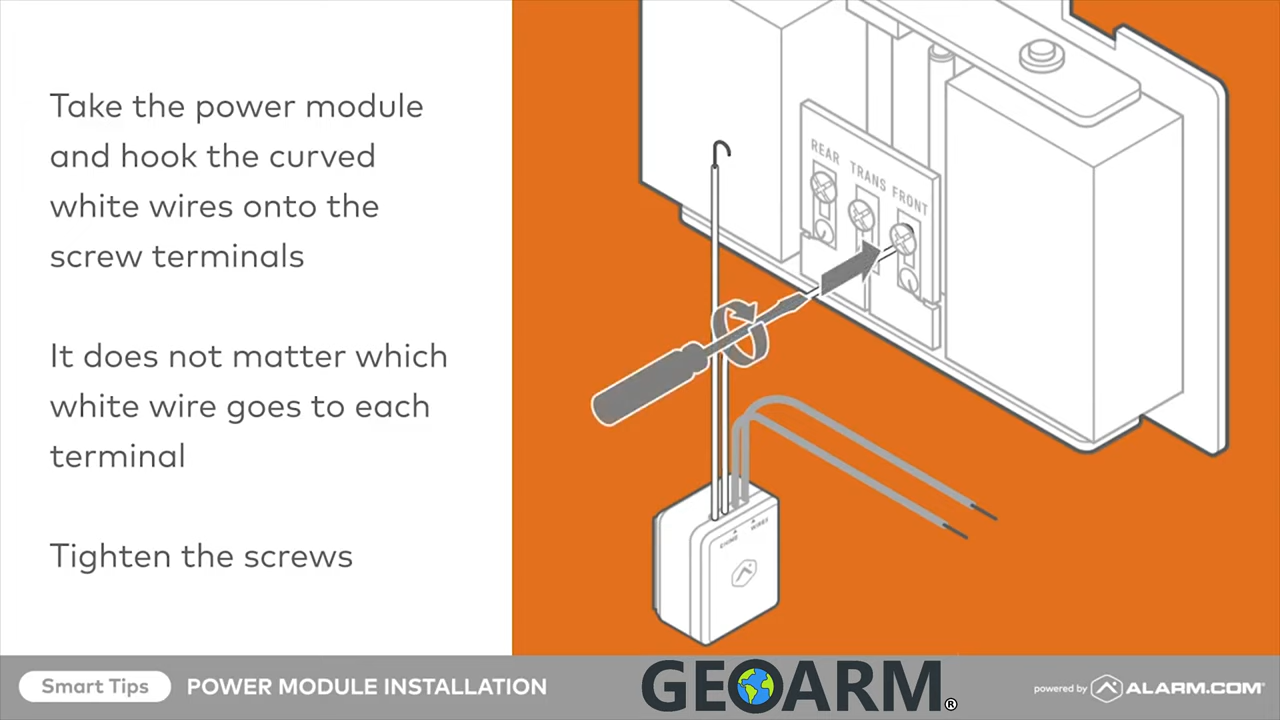 Take the power module
and hook the curved
white wires onto the
screw terminals
It does not matter which
white wire goes to each
terminal
Tighten the screws
REAR TRANS FRONT
CHIME WIRES
Smart Tips POWER MODULE INSTALLATION
GEOARM®
powered by ALARM.COM®